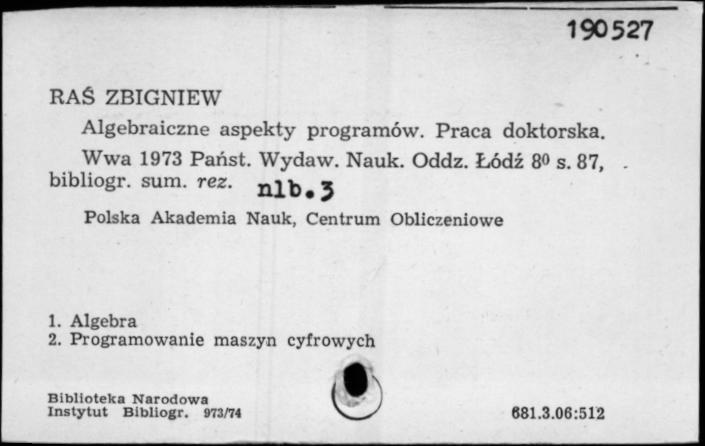 190527
RAŚ ZBIGNIEW
Algebraiczne aspekty programów. Praca doktorska.
Wwa 1973 Państ. Wydaw. Nauk. Oddz. Łódź 8⁰ s. 87,
bibliogr. sum. rez. nlb.3
Polska Akademia Nauk, Centrum Obliczeniowe
1. Algebra
2. Programowanie maszyn cyfrowych
Biblioteka Narodowa
Instytut Bibliogr. 973/74
681.3.06:512